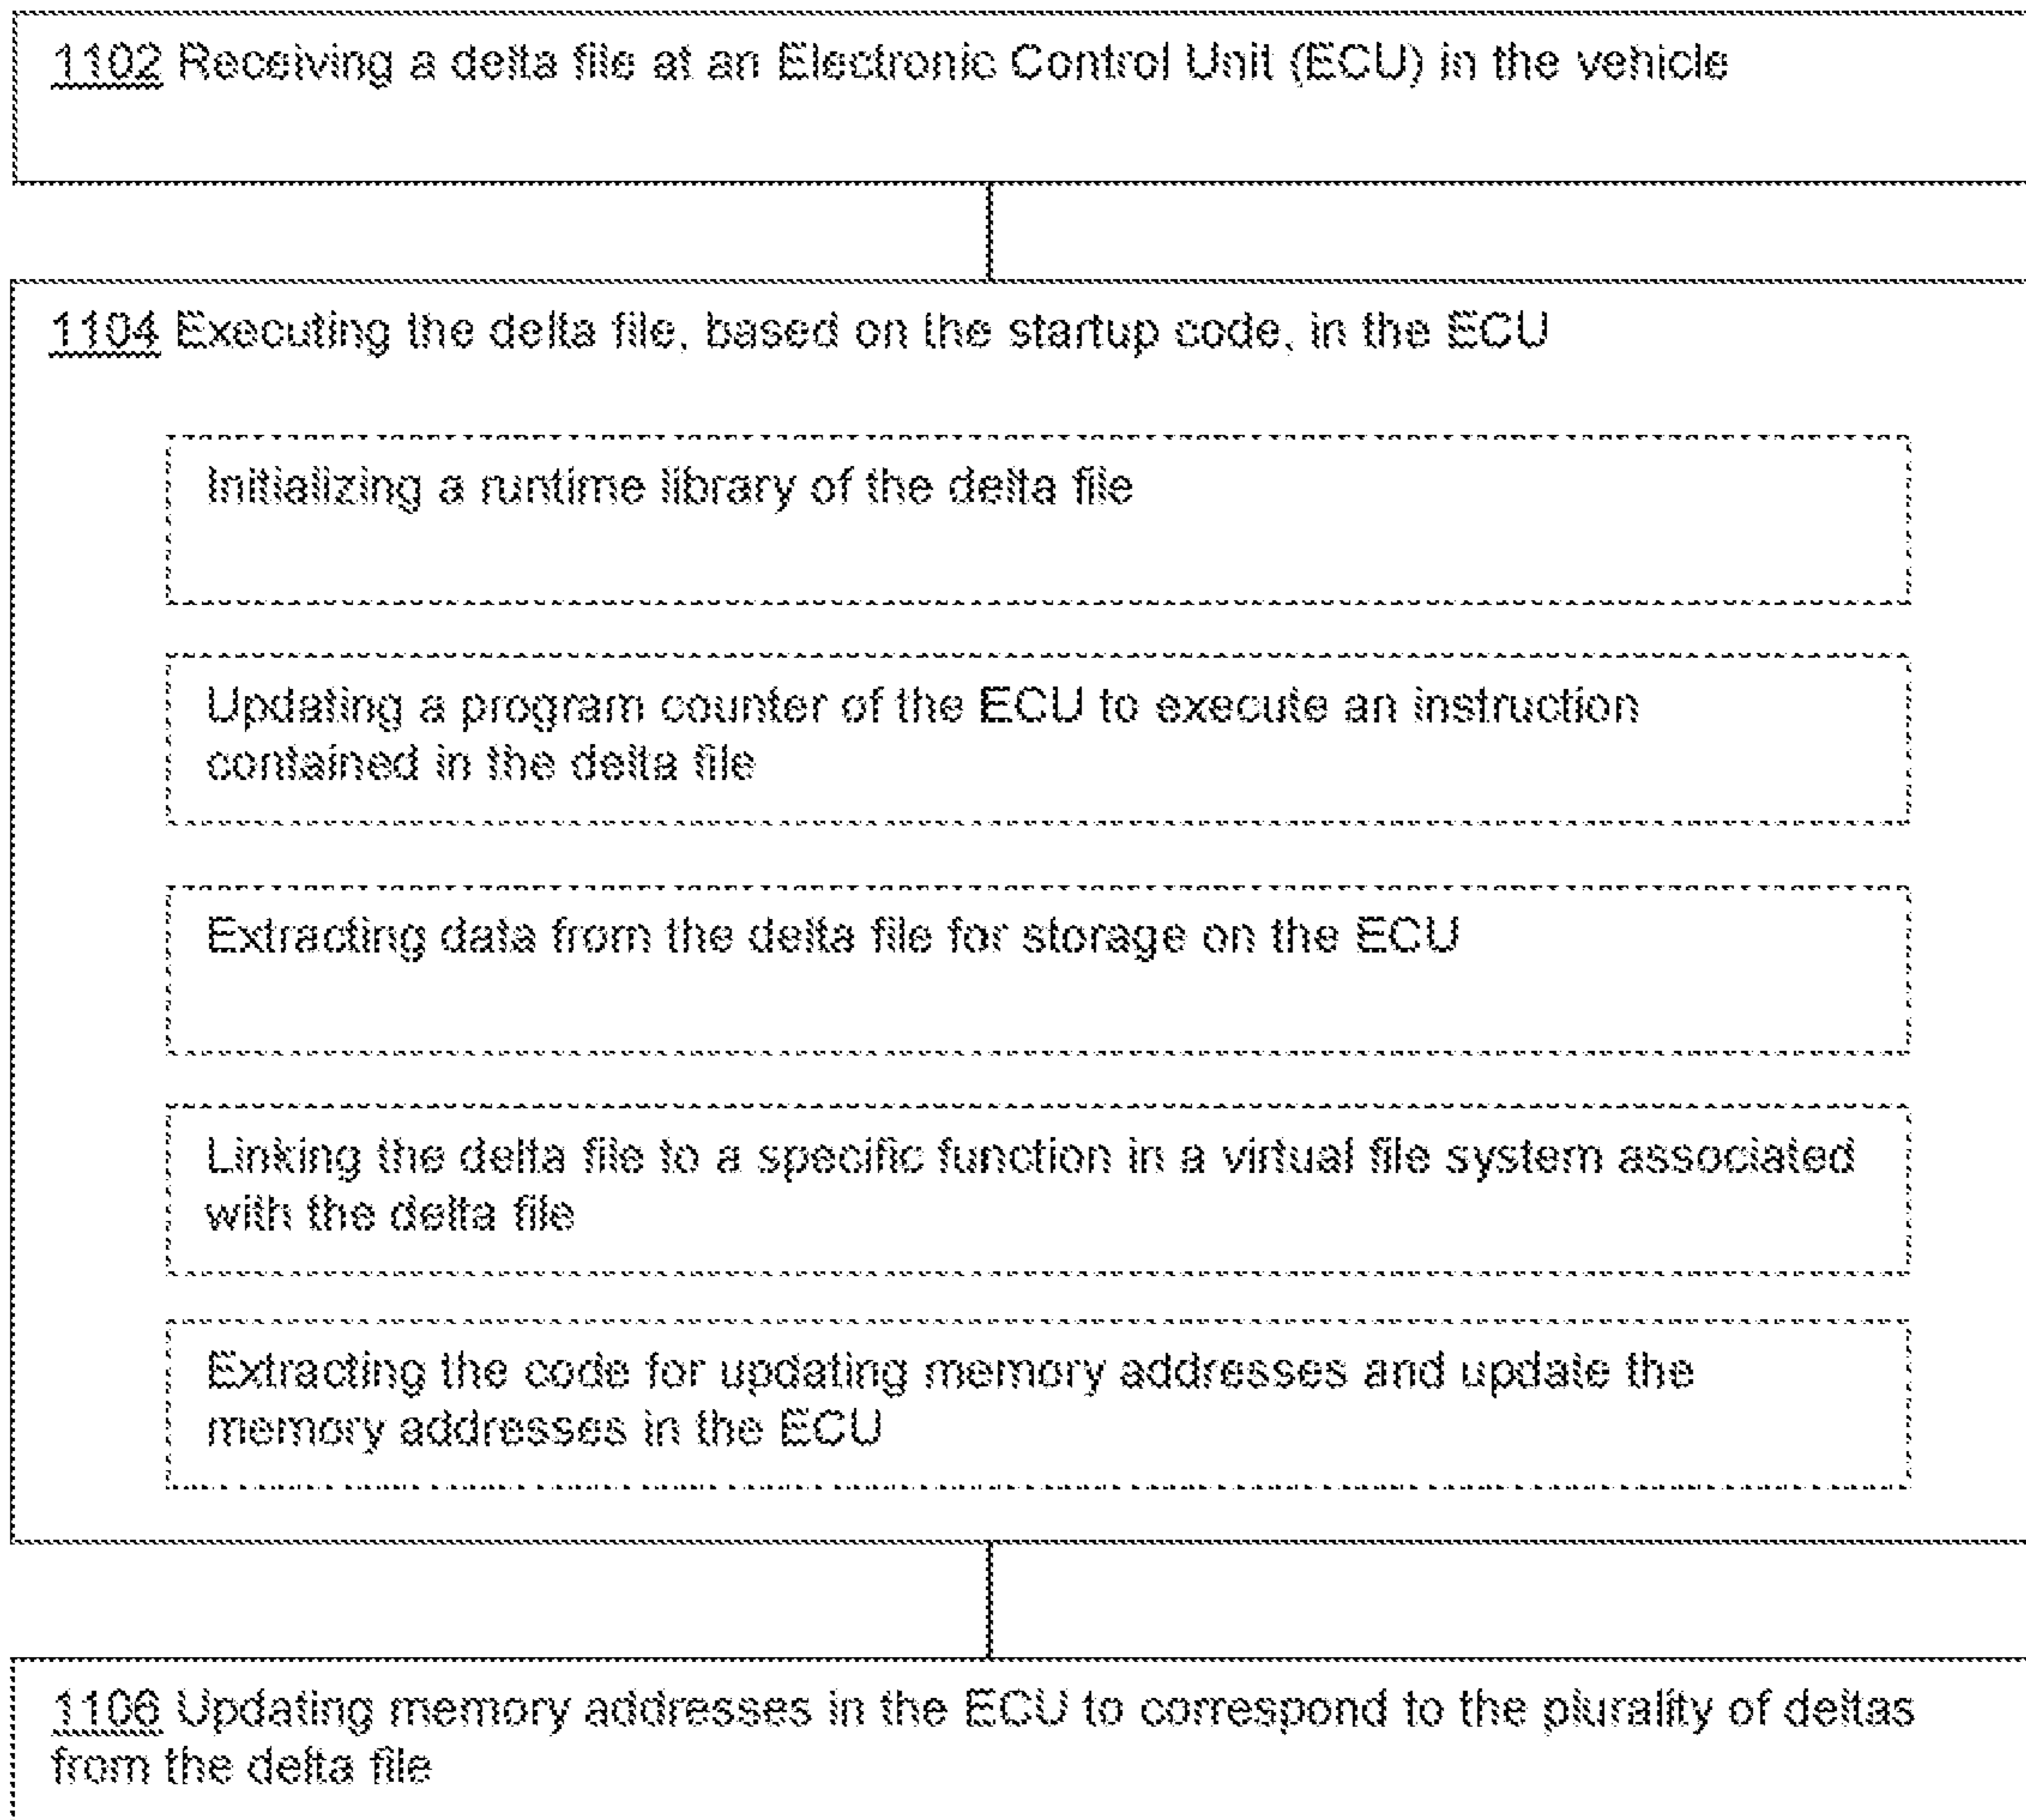 1102 Receiving a delta file at an Electronic Control Unit (ECU) in the vehicle
1104 Executing the delta file, based on the startup code, in the ECU
Initializing a runtime library of the delta file
Updating a program counter of the ECU to execute an instruction
contained in the delta file
Extracting data from the delta file for storage on the ECU
Linking the delta file to a specific function in a virtual file system associated
with the delta file
Extracting the code for updating memory addresses and update the
memory addresses in the ECU
1106 Updating memory addresses in the ECU to correspond to the plurality of deltas
from the delta file